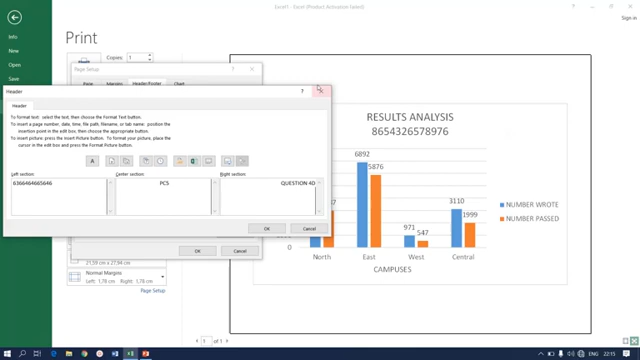 Excel1 - Excel (Product Activation Failed)
Sign in
Info
New
Open
Save
Print
Copies: 1
Page Setup
Page
Margins
Header/Footer
Chart
Header
Header
To format text: select the text, then choose the Format Text button.
To insert a page number, date, time, file path, filename, or tab name: position the
insertion point in the edit box, then choose the appropriate button.
To insert picture: press the Insert Picture button. To format your picture, place the
cursor in the edit box and press the Format Picture button.
A
Left section:
Center section:
Right section:
6366464665646
PC5
QUESTION 4D
OK
Cancel
OK
Cancel
21,59 cm x 27,94 cm
Normal Margins
Left: 1,78 cm Right: 1,78 cm
Page Setup
RESULTS ANALYSIS
8654326578976
6892
5876
971
547
3110
1999
0
North
East
West
Central
CAMPUSES
NUMBER WROTE
NUMBER PASSED
1 of 1
22:15